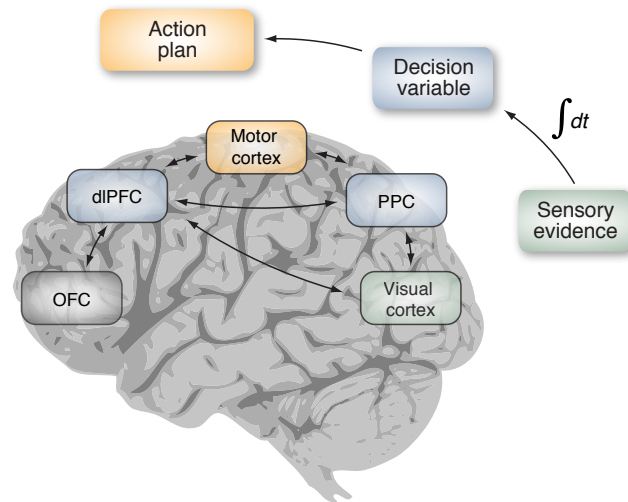 Action
plan
Decision
variable
∫dt
Motor
cortex
dlPFC
PPC
Sensory
evidence
OFC
Visual
cortex